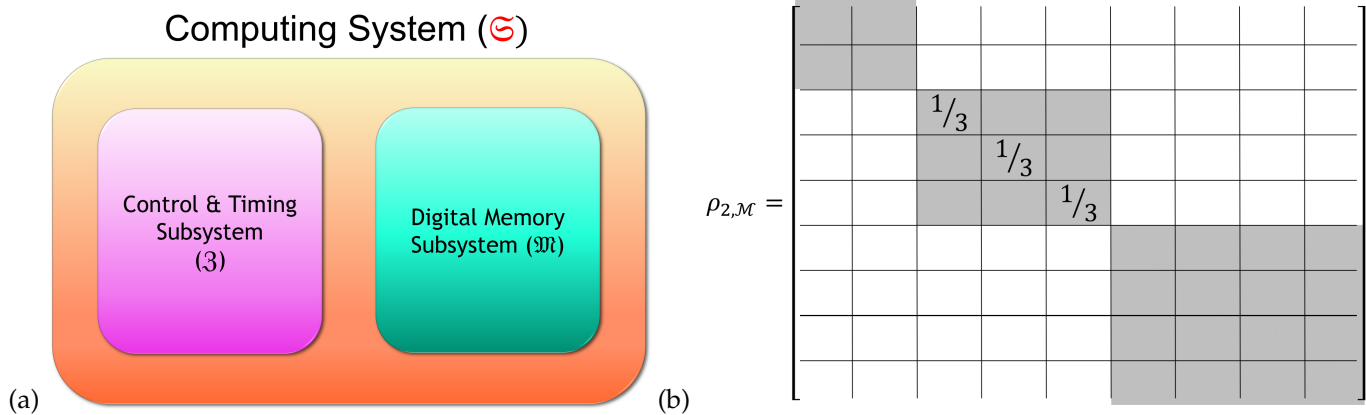 Computing System (𝔖)
Control & Timing
Subsystem
(ℨ)
Digital Memory
Subsystem (𝔐)
(a)
ρ₂,ℳ =
1/3
1/3
1/3
(b)